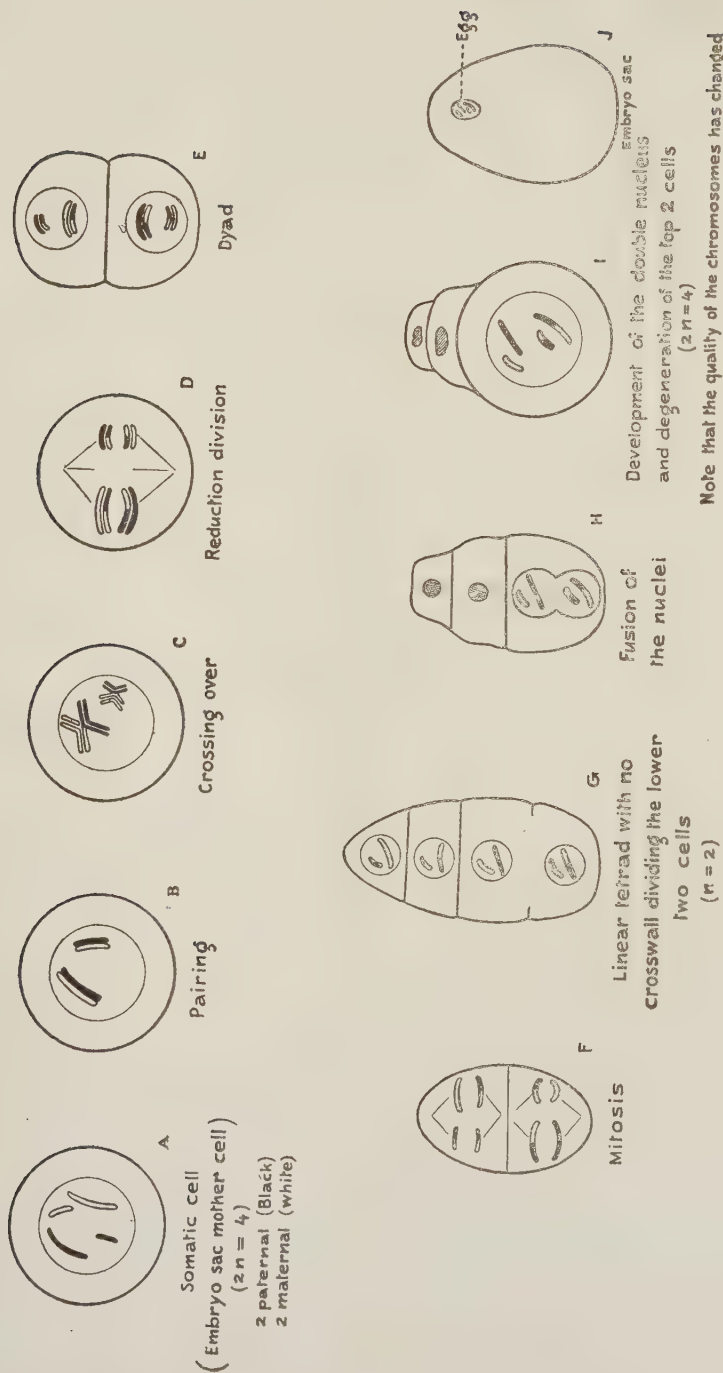 A
Somatic cell
(Embryo sac mother cell)
(2n = 4)
2 paternal (Black)
2 maternal (white)
B
Pairing
C
Crossing over
D
Reduction division
E
Dyad
F
Mitosis
G
Linear tetrad with no
crosswall dividing the lower
two cells
(n = 2)
H
Fusion of
the nuclei
I
Development of the double nucleus
and degeneration of the top 2 cells
(2n = 4)
Note that the quality of the chromosomes has changed
J
Egg
Embryo sac